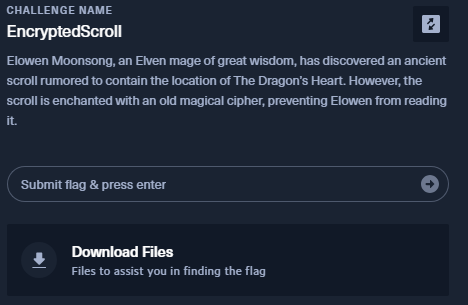 CHALLENGE NAME
EncryptedScroll
Elowen Moonsong, an Elven mage of great wisdom, has discovered an ancient
scroll rumored to contain the location of The Dragon's Heart. However, the
scroll is enchanted with an old magical cipher, preventing Elowen from reading
it.
Submit flag & press enter
Download Files
Files to assist you in finding the flag